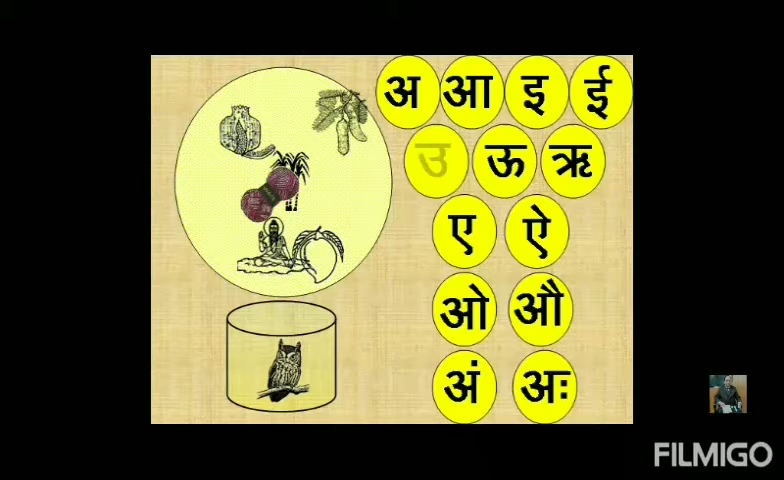 अ आ इ ई
उ ऊ ऋ
ए ऐ
ओ औ
अं अः
FILMIGO